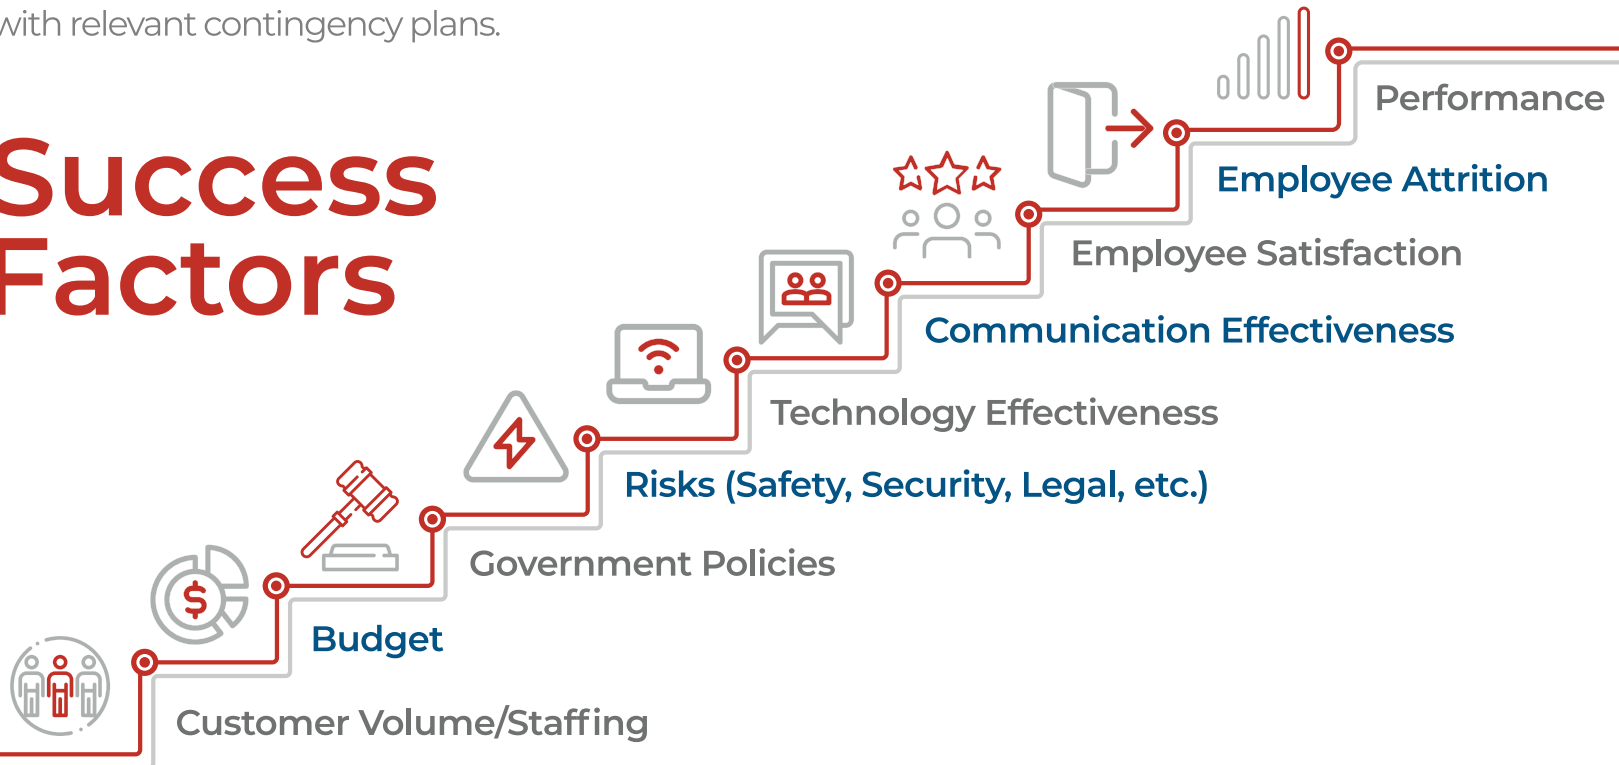 with relevant contingency plans.
Success
Factors
Performance
Employee Attrition
Employee Satisfaction
Communication Effectiveness
Technology Effectiveness
Risks (Safety, Security, Legal, etc.)
Government Policies
Budget
Customer Volume/Staffing
$